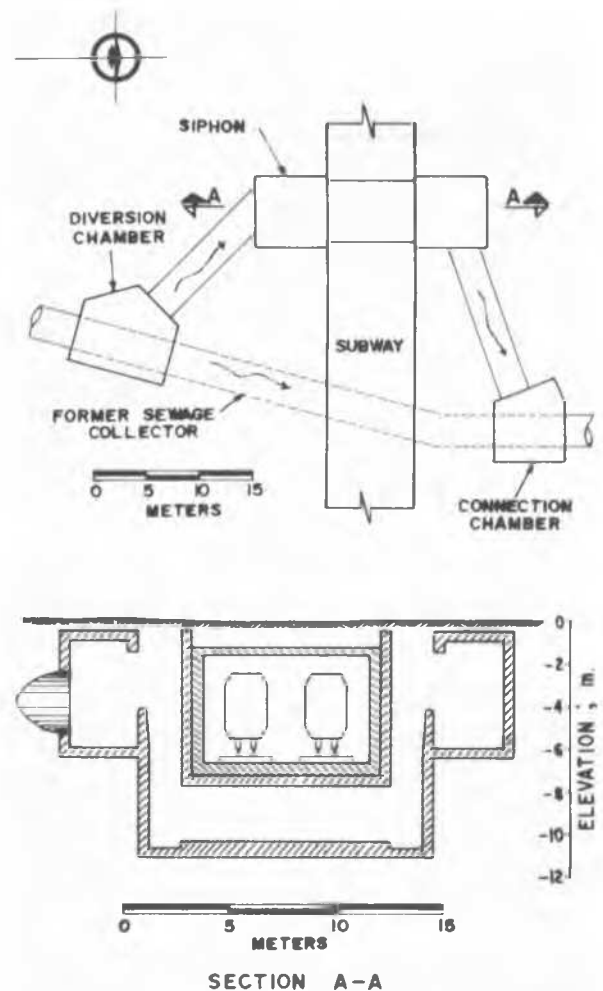 SIPHON
A A
DIVERSION
CHAMBER
SUBWAY
FORMER SEWAGE
COLLECTOR
0 5 10 15
METERS
CONNECTION
CHAMBER
0
-2
-4
-6
-8
-10
-12
ELEVATION; m.
0 5 10 15
METERS
SECTION A-A